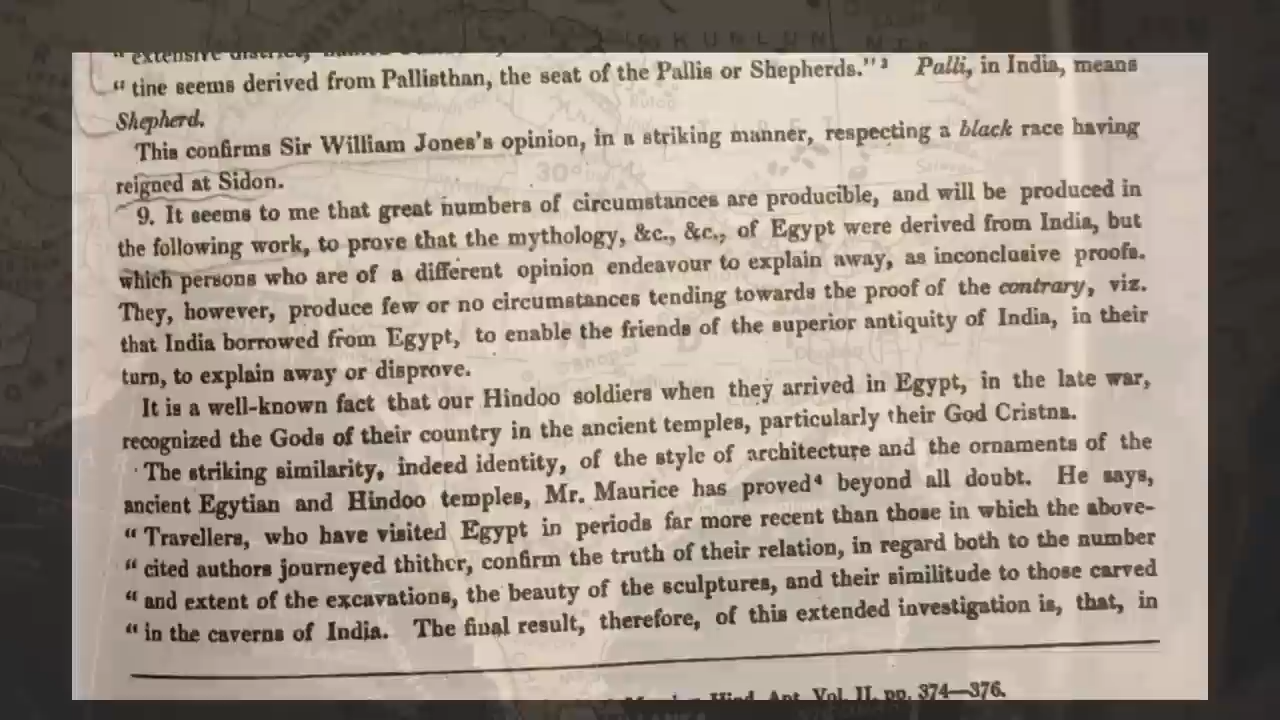 " extensive district,
" tine seems derived from Pallisthan, the seat of the Pallis or Shepherds." ³ Palli, in India, means
Shepherd.
This confirms Sir William Jones's opinion, in a striking manner, respecting a black race having
reigned at Sidon.
9. It seems to me that great numbers of circumstances are producible, and will be produced in
the following work, to prove that the mythology, &c., &c., of Egypt were derived from India, but
which persons who are of a different opinion endeavour to explain away, as inconclusive proofs.
They, however, produce few or no circumstances tending towards the proof of the contrary, viz.
that India borrowed from Egypt, to enable the friends of the superior antiquity of India, in their
turn, to explain away or disprove.
It is a well-known fact that our Hindoo soldiers when they arrived in Egypt, in the late war,
recognized the Gods of their country in the ancient temples, particularly their God Cristna.
The striking similarity, indeed identity, of the style of architecture and the ornaments of the
ancient Egytian and Hindoo temples, Mr. Maurice has proved⁴ beyond all doubt. He says,
" Travellers, who have visited Egypt in periods far more recent than those in which the above-
" cited authors journeyed thither, confirm the truth of their relation, in regard both to the number
" and extent of the excavations, the beauty of the sculptures, and their similitude to those carved
" in the caverns of India. The final result, therefore, of this extended investigation is, that, in
Hind. Ant. Vol. II. pp. 374—376.
KUNLUN
30°
Bhopal